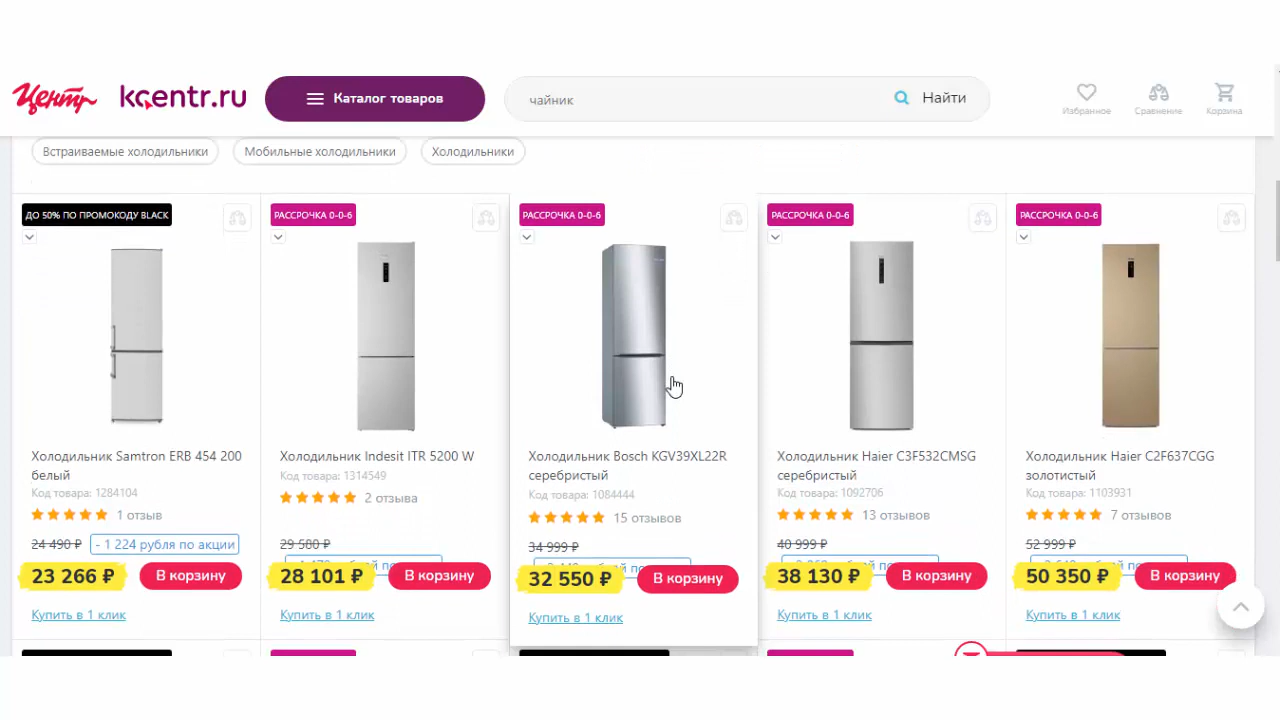 Центр
kcentr.ru
Каталог товаров
чайник
Найти
Избранное
Сравнение
Корзина
Встраиваемые холодильники
Мобильные холодильники
Холодильники
ДО 50% ПО ПРОМОКОДУ BLACK
РАССРОЧКА 0-0-6
РАССРОЧКА 0-0-6
РАССРОЧКА 0-0-6
РАССРОЧКА 0-0-6
Холодильник Samtron ERB 454 200
белый
Код товара: 1284104
1 отзыв
24 490 ₽
- 1 224 рубля по акции
23 266 ₽
В корзину
Купить в 1 клик
Холодильник Indesit ITR 5200 W
Код товара: 1314549
2 отзыва
29 580 ₽
28 101 ₽
В корзину
Купить в 1 клик
Холодильник Bosch KGV39XL22R
серебристый
Код товара: 1084444
15 отзывов
34 999 ₽
32 550 ₽
В корзину
Купить в 1 клик
Холодильник Haier C3F532CMSG
серебристый
Код товара: 1092706
13 отзывов
40 999 ₽
38 130 ₽
В корзину
Купить в 1 клик
Холодильник Haier C2F637CGG
золотистый
Код товара: 1103931
7 отзывов
52 999 ₽
50 350 ₽
В корзину
Купить в 1 клик